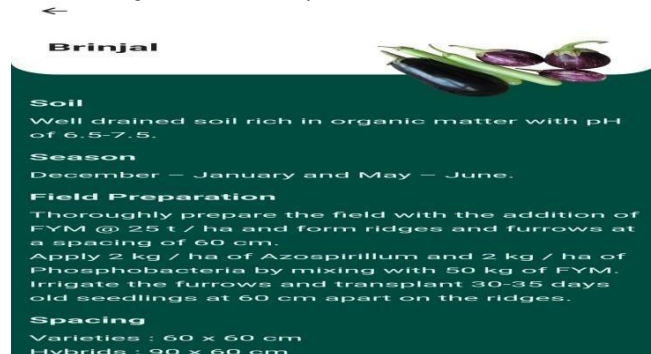 Brinjal
Soil
Well drained soil rich in organic matter with pH
of 6.5-7.5.
Season
December – January and May – June.
Field Preparation
Thoroughly prepare the field with the addition of
FYM @ 25 t / ha and form ridges and furrows at
a spacing of 60 cm.
Apply 2 kg / ha of Azospirillum and 2 kg / ha of
Phosphobacteria by mixing with 50 kg of FYM.
Irrigate the furrows and transplant 30-35 days
old seedlings at 60 cm apart on the ridges.
Spacing
Varieties : 60 x 60 cm
Hybrids : 90 x 60 cm